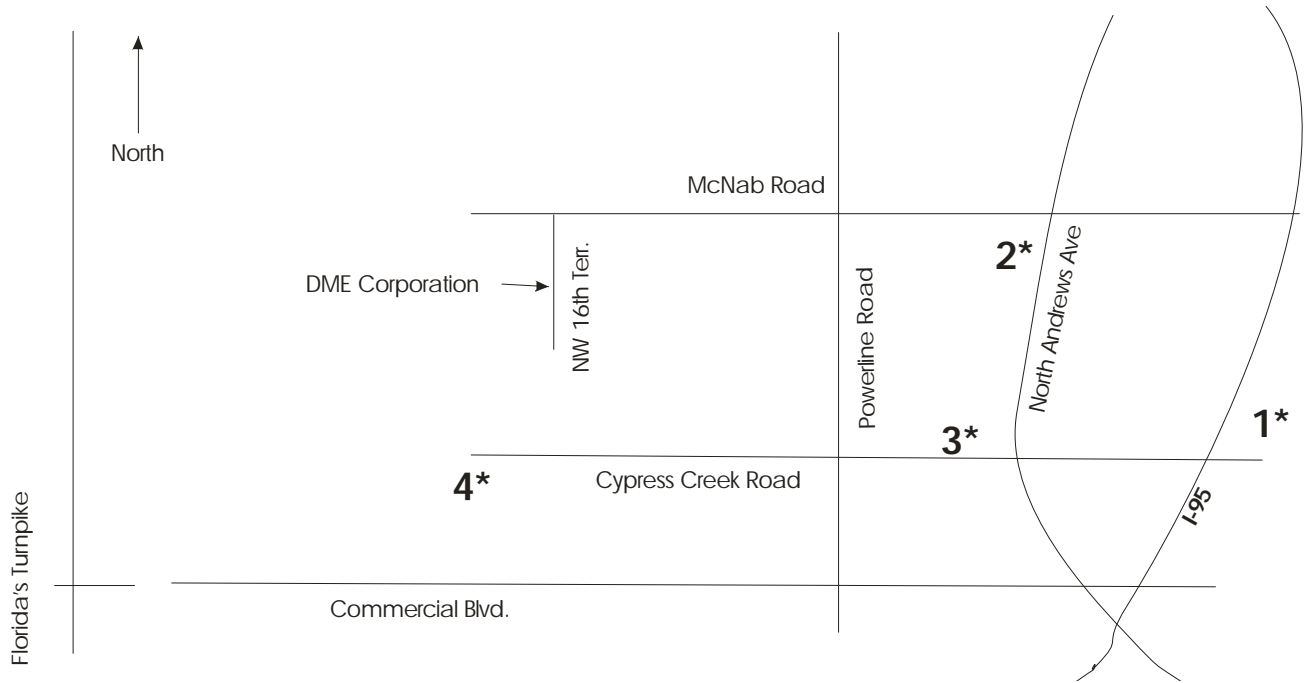 North
McNab Road
2*
North Andrews Ave
DME Corporation
NW 16th Terr.
Powerline Road
1*
3*
4*
Cypress Creek Road
I-95
Florida's Turnpike
Commercial Blvd.